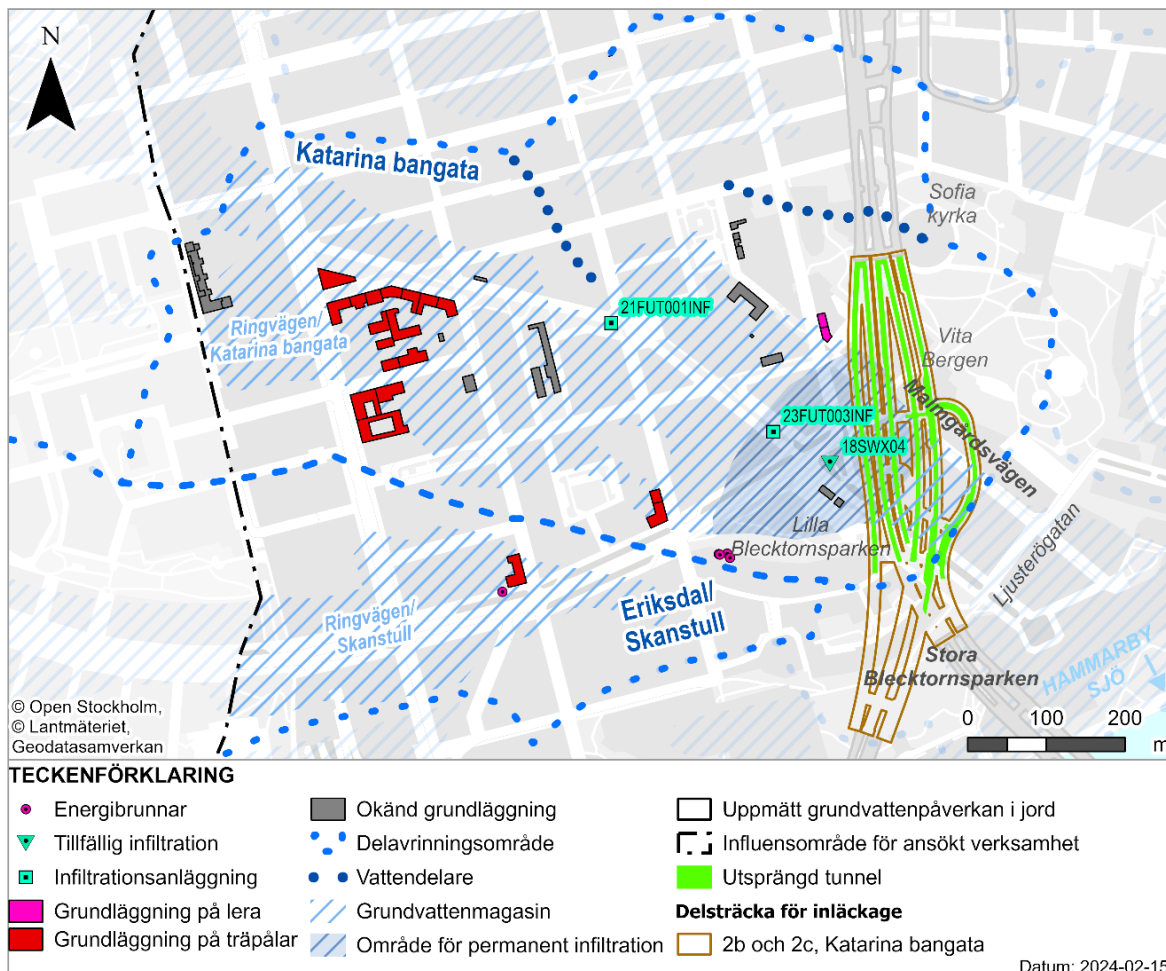 N
Katarina bangata
Sofia
kyrka
21FUT001INF
Ringvägen/
Katarina bangata
Vita
Bergen
Malmgårdsvägen
23FUT003INF
18SWX04
Lilla
Blecktornsparken
Ljusterögatan
Ringvägen/
Skanstull
Eriksdal/
Skanstull
Stora
Blecktornsparken
HAMMARBY
SJÖ
© Open Stockholm,
© Lantmäteriet,
Geodatasamverkan
0 100 200
m
TECKENFÖRKLARING
Energibrunnar
Tillfällig infiltration
Infiltrationsanläggning
Grundläggning på lera
Grundläggning på träpålar
Okänd grundläggning
Delavrinningsområde
Vattendelare
Grundvattenmagasin
Område för permanent infiltration
Uppmätt grundvattenpåverkan i jord
Influensområde för ansökt verksamhet
Utsprängd tunnel
Delsträcka för inläckage
2b och 2c, Katarina bangata
Datum: 2024-02-15